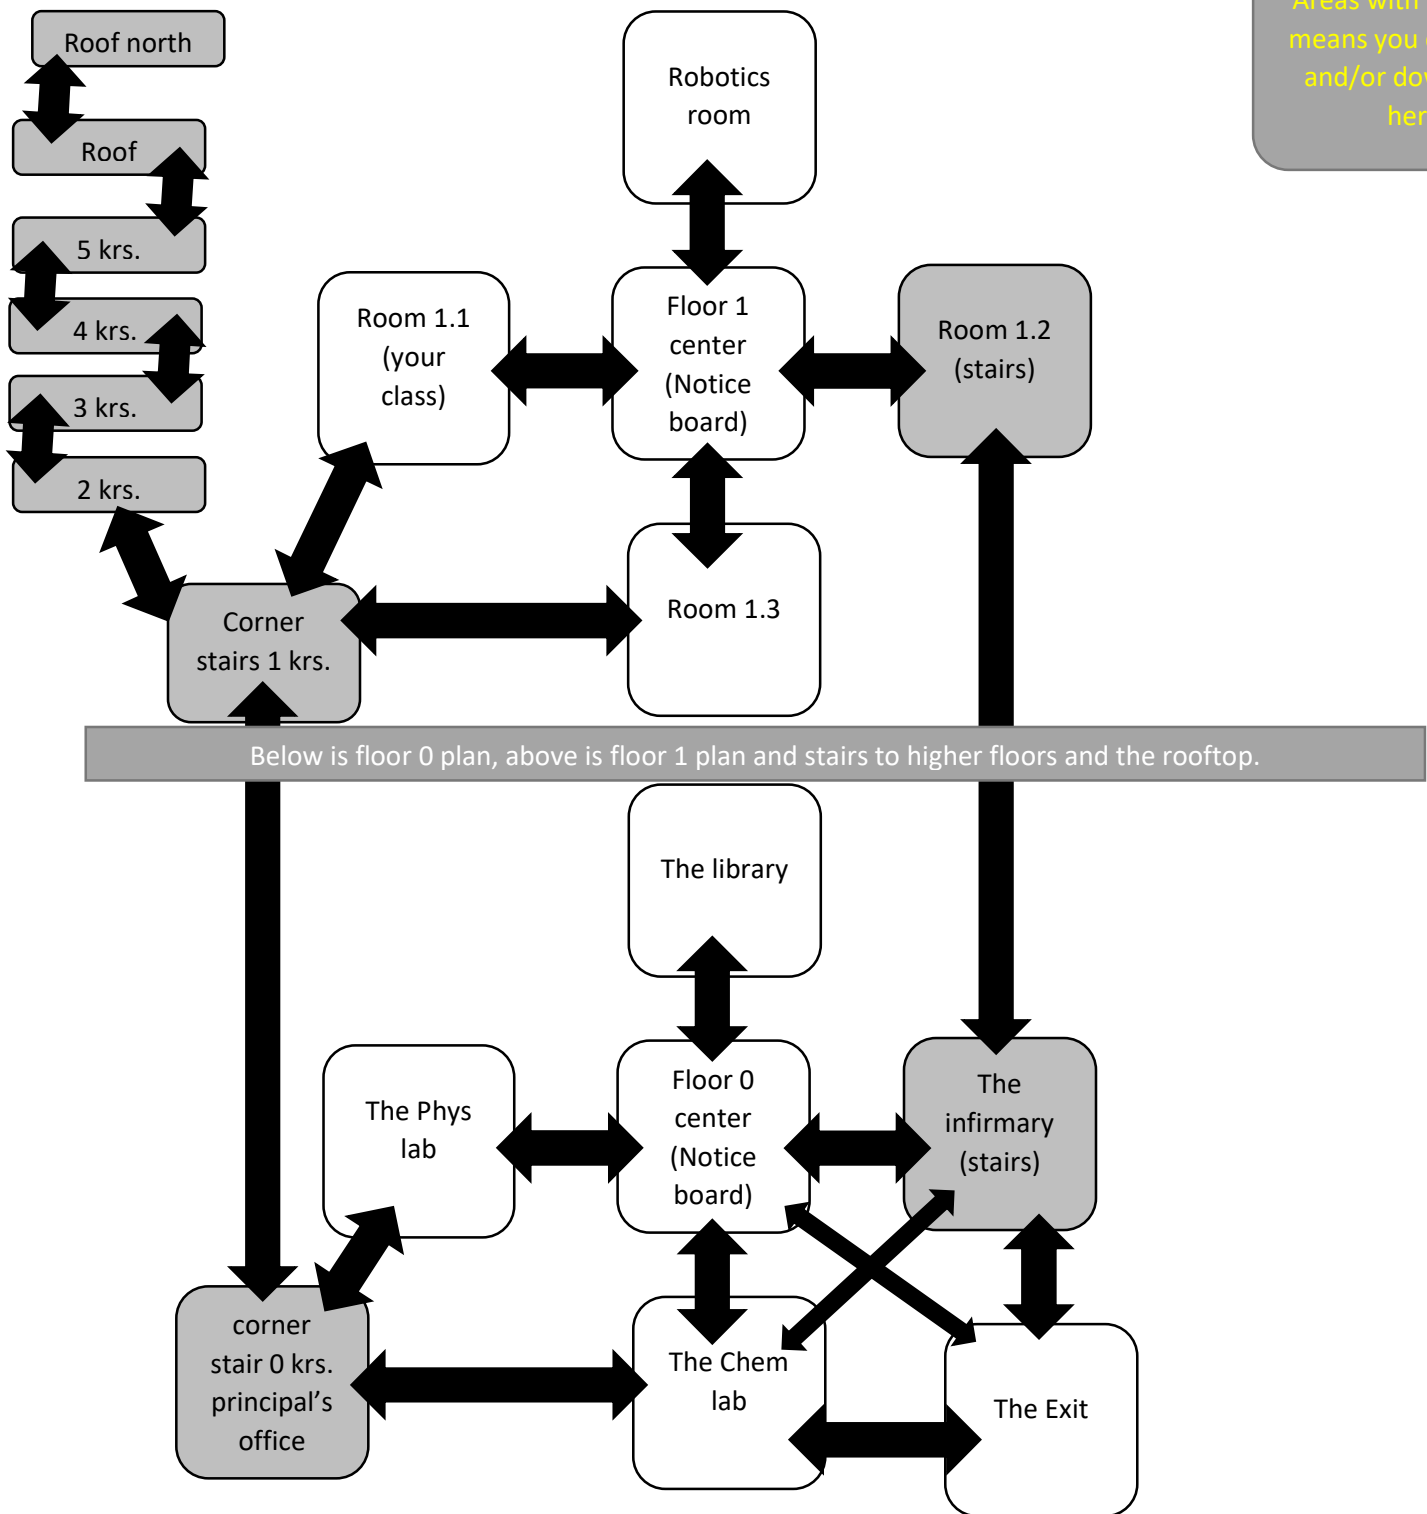 Areas with
means you
and/or do
her
Roof north
Roof
5 krs.
4 krs.
3 krs.
2 krs.
Robotics
room
Room 1.1
(your
class)
Floor 1
center
(Notice
board)
Room 1.2
(stairs)
Room 1.3
Corner
stairs 1 krs.
Below is floor 0 plan, above is floor 1 plan and stairs to higher floors and the rooftop.
The library
The Phys
lab
Floor 0
center
(Notice
board)
The
infirmary
(stairs)
corner
stair 0 krs.
principal's
office
The Chem
lab
The Exit